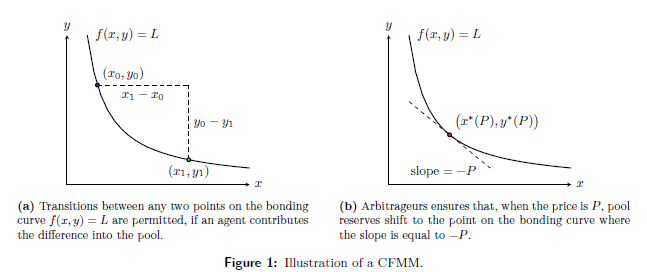 y
f(x, y) = L
(x₀, y₀)
x₁ − x₀
y₀ − y₁
(x₁, y₁)
x
(a) Transitions between any two points on the bonding
curve f(x, y) = L are permitted, if an agent contributes
the difference into the pool.
y
f(x, y) = L
(x*(P), y*(P))
slope = −P
x
(b) Arbitrageurs ensures that, when the price is P, pool
reserves shift to the point on the bonding curve where
the slope is equal to −P.
Figure 1: Illustration of a CFMM.